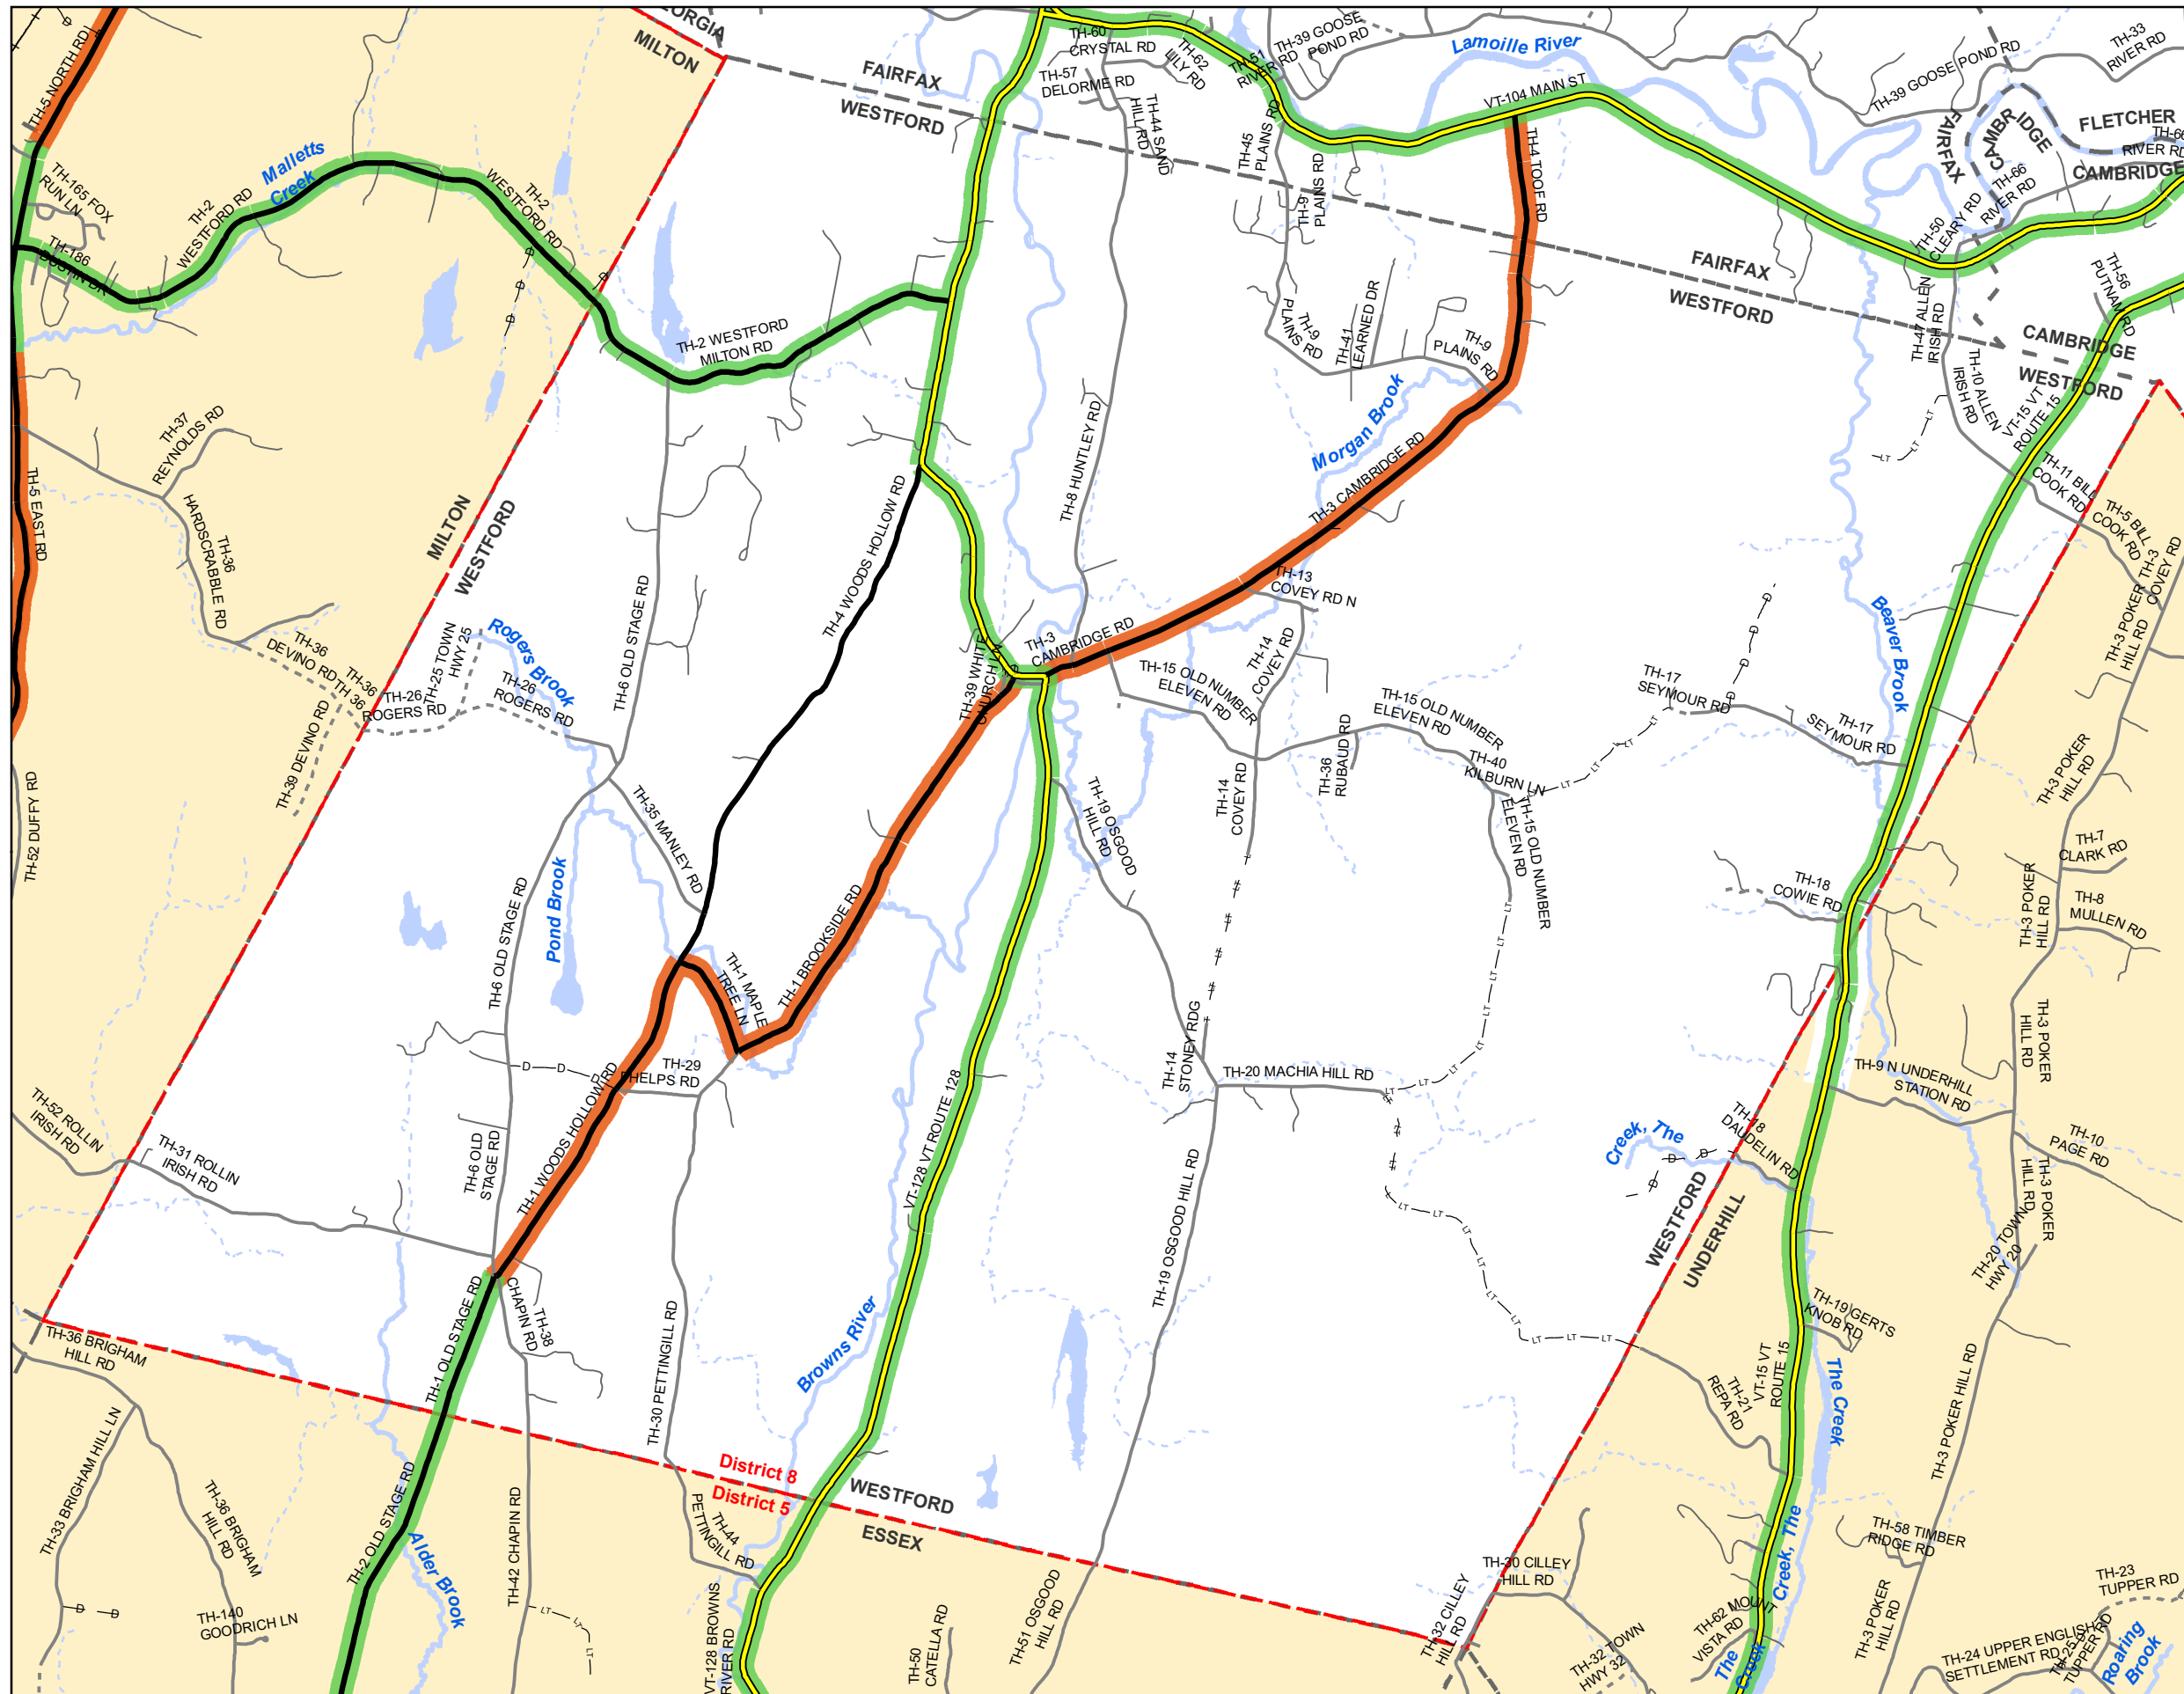 GEORGIA
MILTON
TH-5 NORTH RD
FAIRFAX
WESTFORD
TH-60
CRYSTAL RD
TH-62
LILY RD
TH-57
DELORME RD
TH-44 SAND
HILL RD
TH-51
RIVER RD
TH-39 GOOSE
POND RD
Lamoille River
VT-104 MAIN ST
TH-39 GOOSE POND RD
TH-33
RIVER RD
FAIRFAX
CAMBRIDGE
FLETCHER
TH-66
RIVER RD
CAMBRIDGE
TH-66
RIVER RD
TH-50
CLEARY RD
TH-45
PLAINS RD
TH-9
PLAINS RD
TH-4 TOOF RD
Malletts
Creek
TH-165 FOX
RUN LN
TH-2
WESTFORD RD
TH-2
WESTFORD RD
TH-186
DUSTIN DR
FAIRFAX
WESTFORD
TH-56
PUTNAM RD
CAMBRIDGE
WESTFORD
TH-47 ALLEN
IRISH RD
TH-10 ALLEN
IRISH RD
VT-15 VT
ROUTE 15
TH-2 WESTFORD
MILTON RD
TH-9
PLAINS RD
TH-41
LEARNED DR
TH-9
PLAINS RD
Morgan Brook
TH-3 CAMBRIDGE RD
TH-8 HUNTLEY RD
TH-37
REYNOLDS RD
TH-5 EAST RD
TH-36
HARDSCRABBLE RD
MILTON
WESTFORD
TH-4 WOODS HOLLOW RD
TH-6 OLD STAGE RD
LT
LT
TH-11 BILL
COOK RD
TH-5 BILL
COOK RD
TH-3
COVEY RD
TH-3 POKER
HILL RD
Beaver Brook
TH-13
COVEY RD N
TH-14
COVEY RD
TH-3
CAMBRIDGE RD
TH-39 WHITE
CHURCH LN
TH-15 OLD NUMBER
ELEVEN RD
TH-15 OLD NUMBER
ELEVEN RD
TH-36
RUBAUD RD
TH-40
KILBURN LN
TH-15 OLD NUMBER
ELEVEN RD
TH-17
SEYMOUR RD
TH-17
SEYMOUR RD
TH-36
DEVINO RD
TH-36
TH 36
TH-39 DEVINO RD
TH-25 TOWN
HWY 25
TH-26
ROGERS RD
TH-26
ROGERS RD
Rogers Brook
TH-52 DUFFY RD
TH-35 MANLEY RD
Pond Brook
TH-6 OLD STAGE RD
TH-1 BROOKSIDE RD
TH-1 MAPLE
TREE LN
TH-19 OSGOOD
HILL RD
TH-14
COVEY RD
TH-14
STONEY RDG
TH-20 MACHIA HILL RD
TH-18
COWIE RD
TH-3 POKER
HILL RD
TH-7
CLARK RD
TH-8
MULLEN RD
TH-3 POKER
HILL RD
TH-3 POKER
HILL RD
TH-9 N UNDERHILL
STATION RD
TH-10
PAGE RD
TH-3 POKER
HILL RD
TH-20 TOWN
HWY 20
TH-18
DAUDELIN RD
Creek, The
WESTFORD
UNDERHILL
TH-29
PHELPS RD
TH-1 WOODS HOLLOW RD
TH-6 OLD
STAGE RD
TH-52 ROLLIN
IRISH RD
TH-31 ROLLIN
IRISH RD
VT-128 VT ROUTE 128
TH-19 OSGOOD HILL RD
TH-36 BRIGHAM
HILL RD
TH-1 OLD STAGE RD
TH-38
CHAPIN RD
TH-30 PETTINGILL RD
Browns River
TH-19 GERTS
KNOB RD
VT-15 VT
ROUTE 15
TH-21
REPA RD
The Creek
TH-3 POKER HILL RD
TH-33 BRIGHAM HILL LN
TH-36 BRIGHAM
HILL RD
TH-2 OLD STAGE RD
Alder Brook
TH-42 CHAPIN RD
District 8
District 5
WESTFORD
ESSEX
TH-44
PETTINGILL RD
VT-128 BROWNS
RIVER RD
TH-50
CATELLA RD
TH-51 OSGOOD
HILL RD
TH-140
GOODRICH LN
TH-30 CILLEY
HILL RD
TH-32 CILLEY
HILL RD
TH-32 TOWN
HWY 32
TH-62 MOUNT
VISTA RD
Creek, The
The
Creek
TH-58 TIMBER
RIDGE RD
TH-3 POKER
HILL RD
TH-23
TUPPER RD
TH-24 UPPER ENGLISH
SETTLEMENT RD
TUPPER RD
Roaring
Brook